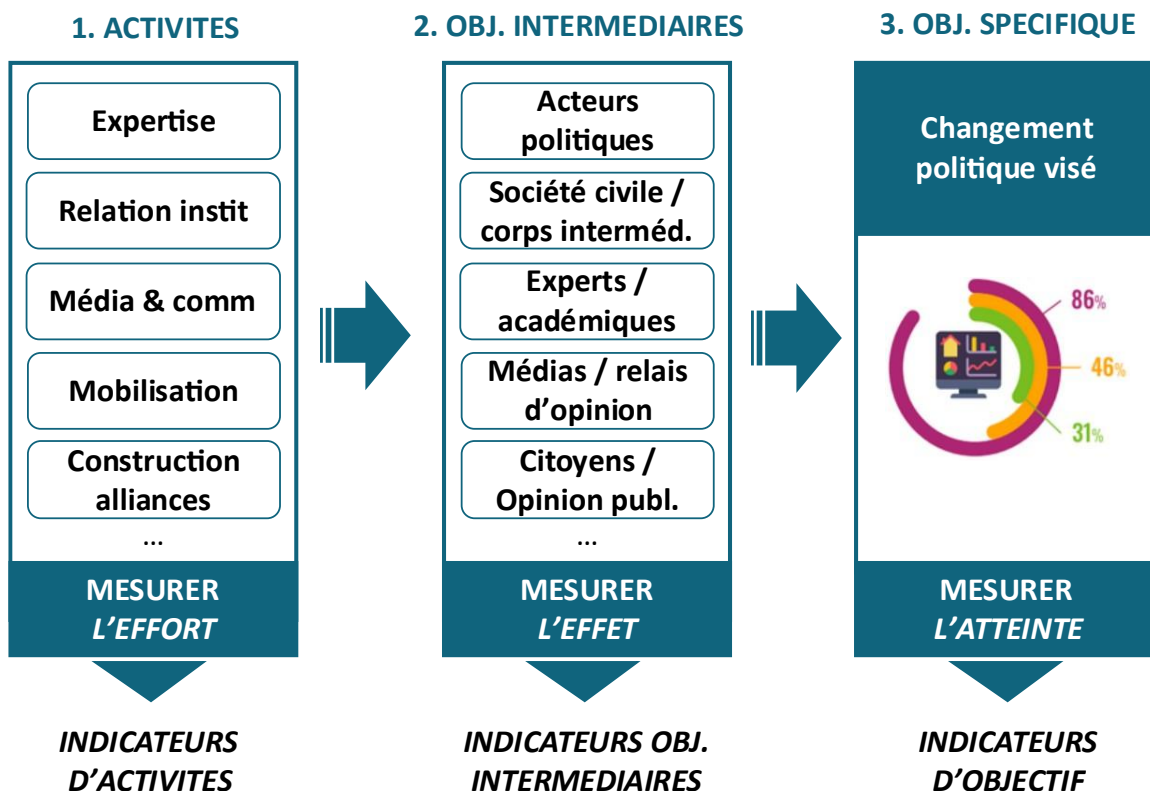 1. ACTIVITES
Expertise
Relation instit
Média & comm
Mobilisation
Construction
alliances
...
MESURER
L’EFFORT
INDICATEURS
D’ACTIVITES
2. OBJ. INTERMEDIAIRES
Acteurs
politiques
Société civile /
corps interméd.
Experts /
académiques
Médias / relais
d’opinion
Citoyens /
Opinion publ.
...
MESURER
L’EFFET
INDICATEURS OBJ.
INTERMEDIAIRES
3. OBJ. SPECIFIQUE
Changement
politique visé
86%
46%
31%
MESURER
L’ATTEINTE
INDICATEURS
D’OBJECTIF